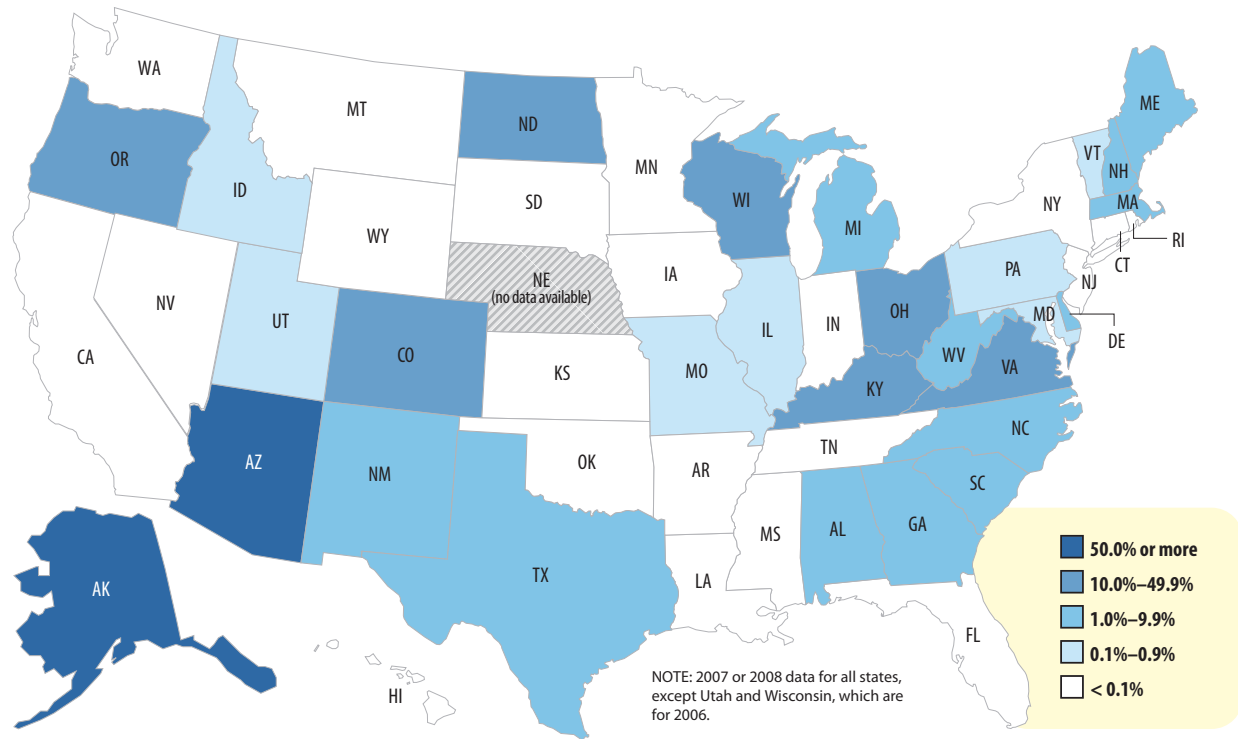 WA
MT
ND
MN
ME
OR
ID
SD
WI
VT
NH
MA
NY
MI
RI
CT
WY
IA
PA
NJ
NE
(no data available)
NV
UT
IL
IN
OH
MD
DE
CA
CO
KS
MO
WV
VA
KY
AZ
NM
OK
AR
TN
NC
SC
TX
LA
MS
AL
GA
FL
AK
HI
50.0% or more
10.0%–49.9%
1.0%–9.9%
0.1%–0.9%
< 0.1%
NOTE: 2007 or 2008 data for all states,
except Utah and Wisconsin, which are
for 2006.